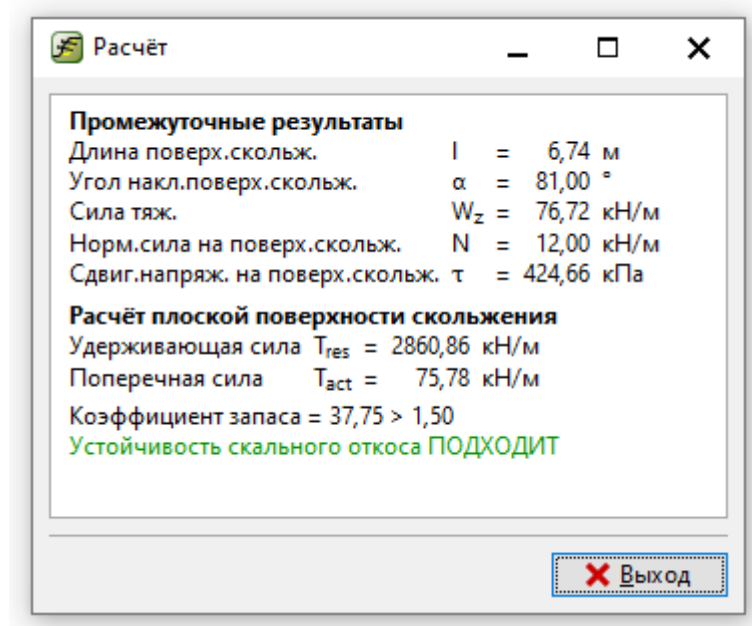 Расчёт
Промежуточные результаты
Длина поверх.скольж. l = 6,74 м
Угол накл.поверх.скольж. α = 81,00 °
Сила тяж. Wz = 76,72 кН/м
Норм.сила на поверх.скольж. N = 12,00 кН/м
Сдвиг.напряж. на поверх.скольж. τ = 424,66 кПа
Расчёт плоской поверхности скольжения
Удерживающая сила Tres = 2860,86 кН/м
Поперечная сила Tact = 75,78 кН/м
Коэффициент запаса = 37,75 > 1,50
Устойчивость скального откоса ПОДХОДИТ
Выход